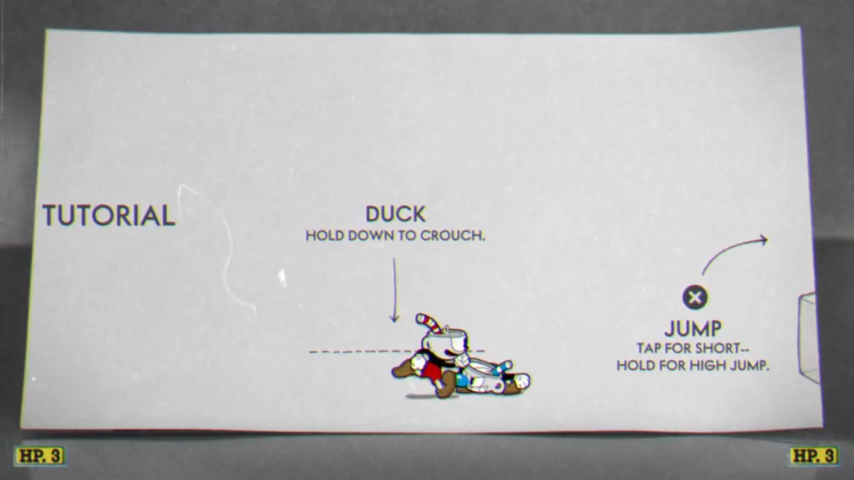 TUTORIAL
DUCK
HOLD DOWN TO CROUCH.
JUMP
TAP FOR SHORT--
HOLD FOR HIGH JUMP.
HP. 3
HP. 3